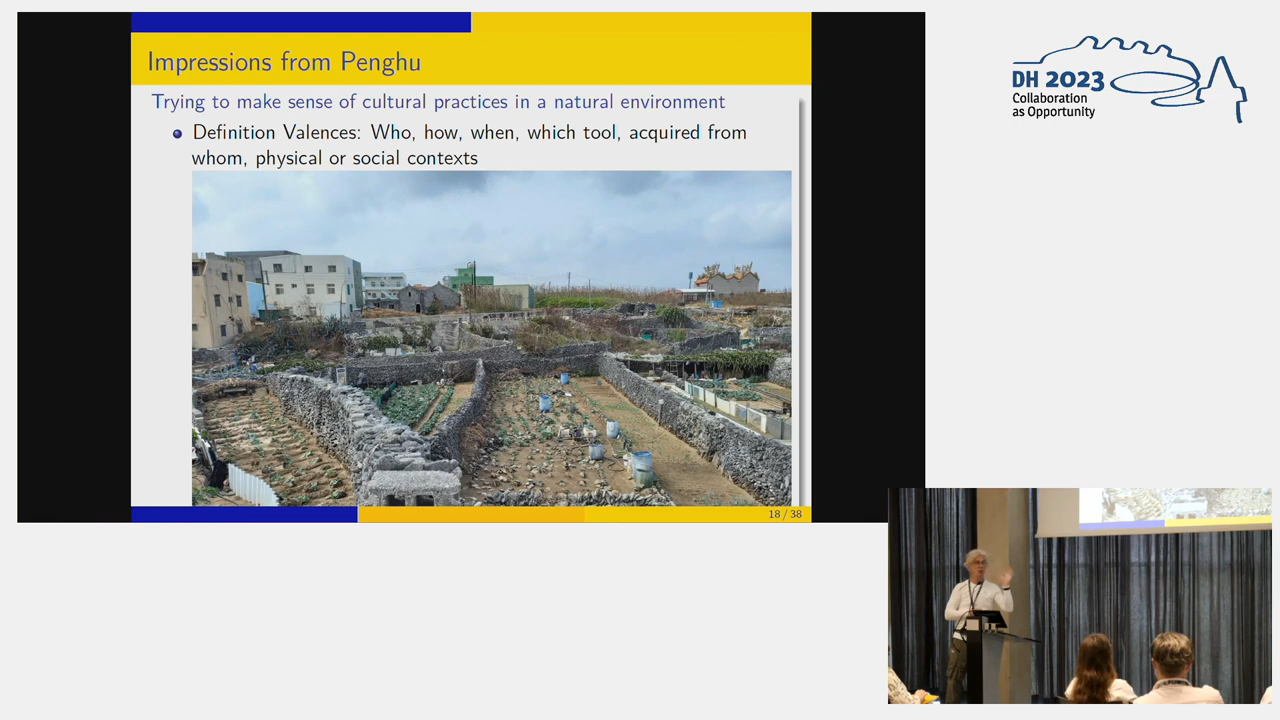 Impressions from Penghu
Trying to make sense of cultural practices in a natural environment
Definition Valences: Who, how, when, which tool, acquired from
whom, physical or social contexts
18 / 38
DH 2023
Collaboration
as Opportunity